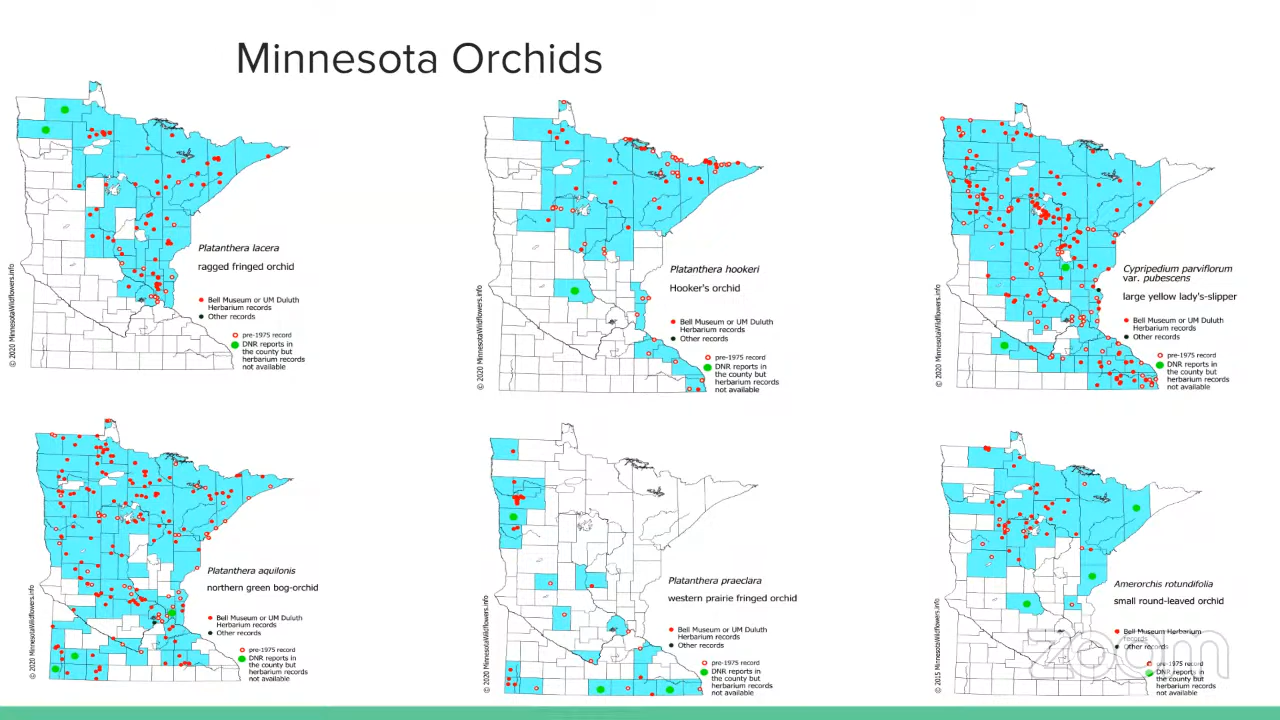 Minnesota Orchids
Platanthera lacera
ragged fringed orchid
Bell Museum or UM Duluth
Herbarium records
Other records
pre-1975 record
DNR reports in
the county but
herbarium records
not available
© 2020 MinnesotaWildflowers.info
Platanthera hookeri
Hooker's orchid
Bell Museum or UM Duluth
Herbarium records
Other records
pre-1975 record
DNR reports in
the county but
herbarium records
not available
© 2020 MinnesotaWildflowers.info
Cypripedium parviflorum
var. pubescens
large yellow lady's-slipper
Bell Museum or UM Duluth
Herbarium records
Other records
pre-1975 record
DNR reports in
the county but
herbarium records
not available
© 2020 MinnesotaWildflowers.info
Platanthera aquilonis
northern green bog-orchid
Bell Museum or UM Duluth
Herbarium records
Other records
pre-1975 record
DNR reports in
the county but
herbarium records
not available
© 2020 MinnesotaWildflowers.info
Platanthera praeclara
western prairie fringed orchid
Bell Museum or UM Duluth
Herbarium records
Other records
pre-1975 record
DNR reports in
the county but
herbarium records
not available
© 2020 MinnesotaWildflowers.info
Amerorchis rotundifolia
small round-leaved orchid
Bell Museum Herbarium
records
Other records
pre-1975 record
DNR reports in
the county but
herbarium records
not available
© 2015 MinnesotaWildflowers.info
zoom